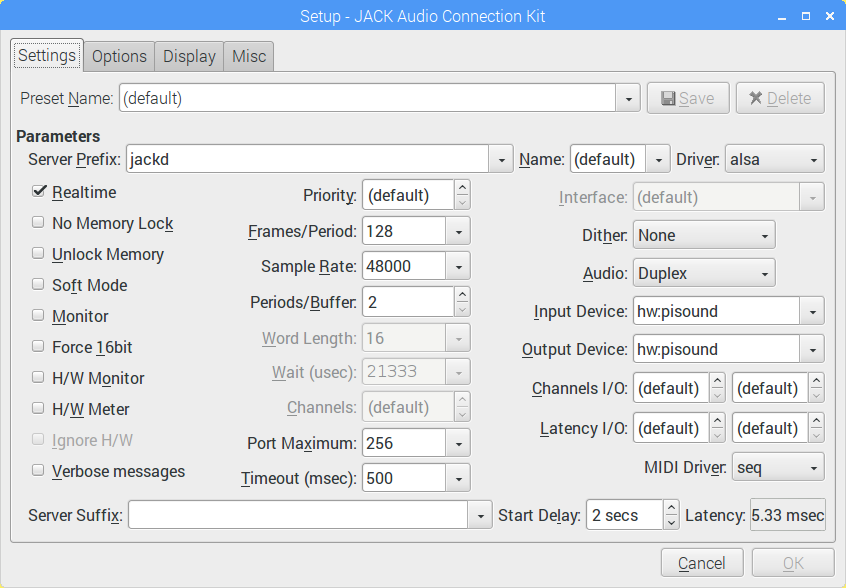 Setup - JACK Audio Connection Kit
Settings Options Display Misc
Preset Name: (default) Save Delete
Parameters
Server Prefix: jackd Name: (default) Driver: alsa
Realtime Priority: (default) Interface: (default)
No Memory Lock Frames/Period: 128 Dither: None
Unlock Memory Sample Rate: 48000 Audio: Duplex
Soft Mode Periods/Buffer: 2 Input Device: hw:pisound
Monitor Word Length: 16 Output Device: hw:pisound
Force 16bit Wait (usec): 21333 Channels I/O: (default) (default)
H/W Monitor Channels: (default) Latency I/O: (default) (default)
H/W Meter Port Maximum: 256 MIDI Driver: seq
Ignore H/W Timeout (msec): 500
Verbose messages
Server Suffix: Start Delay: 2 secs Latency: 5.33 msec
Cancel OK